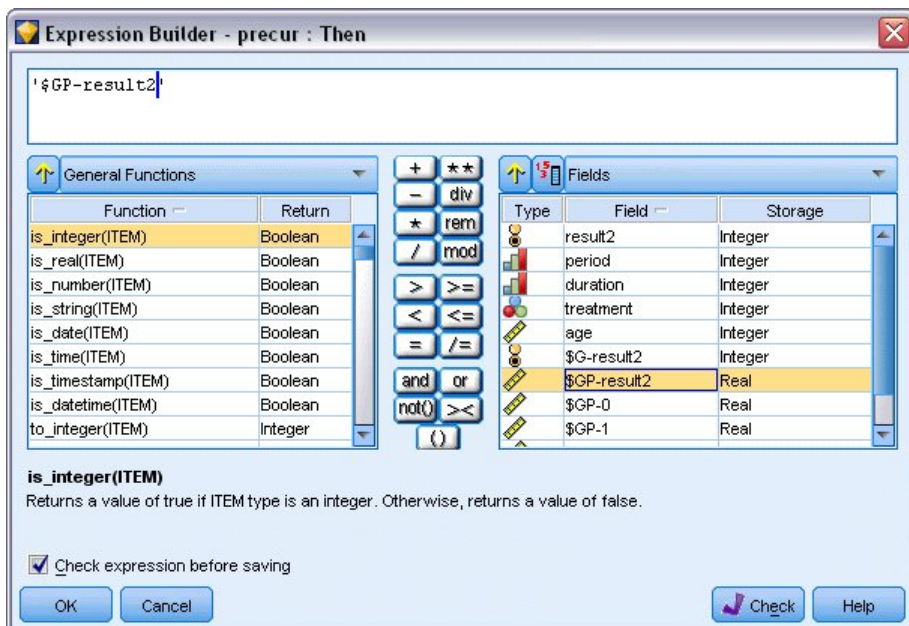 Expression Builder - precur : Then
'$GP-result2'
General Functions
Fields
Function Return
is_integer(ITEM) Boolean
is_real(ITEM) Boolean
is_number(ITEM) Boolean
is_string(ITEM) Boolean
is_date(ITEM) Boolean
is_time(ITEM) Boolean
is_timestamp(ITEM) Boolean
is_datetime(ITEM) Boolean
to_integer(ITEM) Integer
+ **
- div
* rem
/ mod
> >=
< <=
= /=
and or
not() ><
()
Type Field Storage
result2 Integer
period Integer
duration Integer
treatment Integer
age Integer
$G-result2 Integer
$GP-result2 Real
$GP-0 Real
$GP-1 Real
is_integer(ITEM)
Returns a value of true if ITEM type is an integer. Otherwise, returns a value of false.
Check expression before saving
OK Cancel Check Help